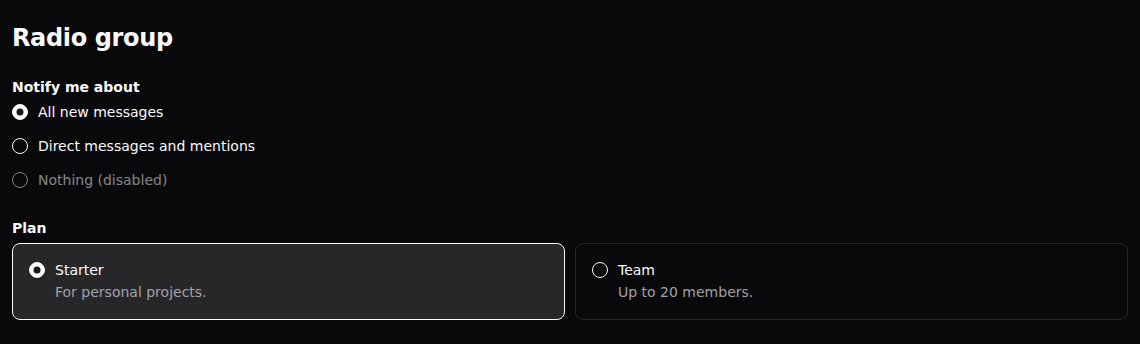 Radio group
Notify me about
All new messages
Direct messages and mentions
Nothing (disabled)
Plan
Starter
For personal projects.
Team
Up to 20 members.